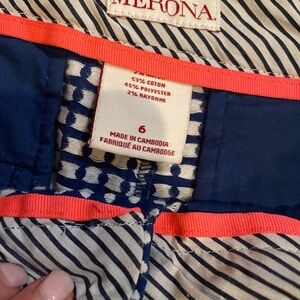 MERONA
53% COTON
45% POLYESTER
2% RAYONNE
6
MADE IN CAMBODIA
FABRIQUÉ AU CAMBODGE